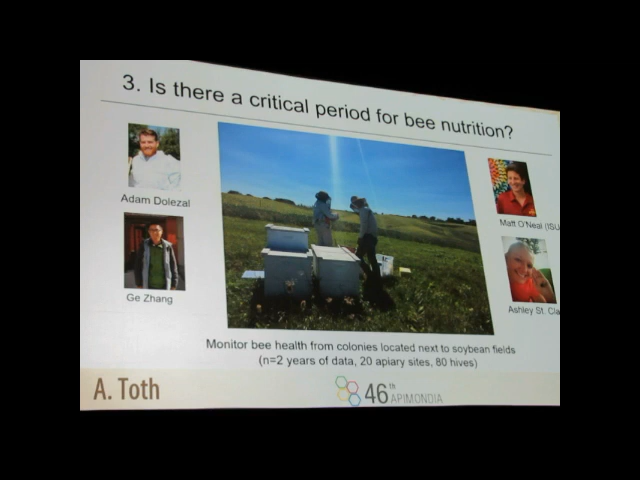 3. Is there a critical period for bee nutrition?
Adam Dolezal
Matt O'Neal (ISU
Ge Zhang
Ashley St. Cla
Monitor bee health from colonies located next to soybean fields
(n=2 years of data, 20 apiary sites, 80 hives)
A. Toth
46th APIMONDIA